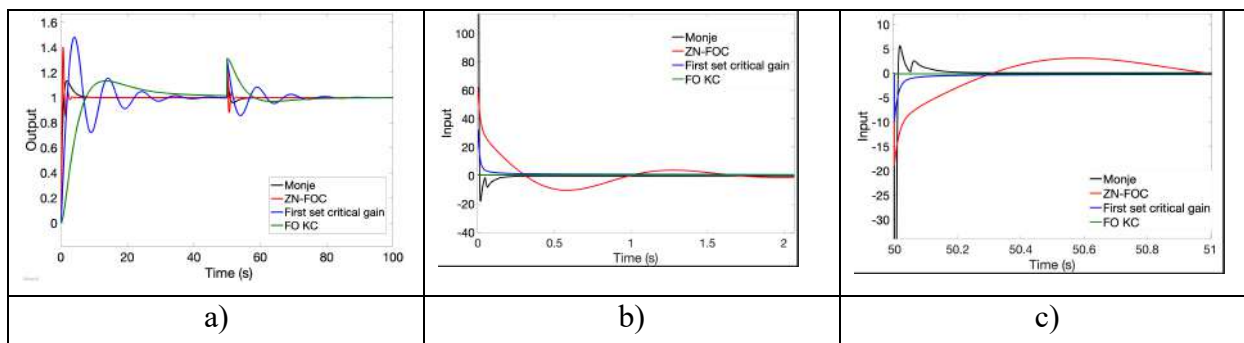 1.6
1.4
1.2
1
0.8
0.6
0.4
0.2
0
Output
0 20 40 60 80 100
Time (s)
Monje
ZN-FOC
First set critical gain
FO KC
100
80
60
40
20
0
-20
-40
Input
0 0.5 1 1.5 2
Time (s)
Monje
ZN-FOC
First set critical gain
FO KC
10
5
0
-5
-10
-15
-20
-25
-30
Input
50 50.2 50.4 50.6 50.8 51
Time (s)
Monje
ZN-FOC
First set critical gain
FO KC
a) b) c)